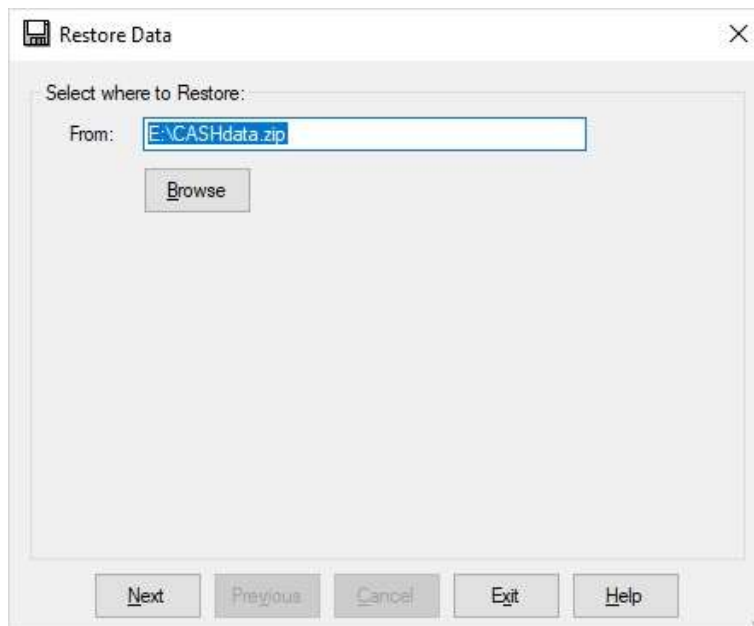 Restore Data
Select where to Restore:
From: E:\CASHdata.zip
Browse
Next Previous Cancel Exit Help